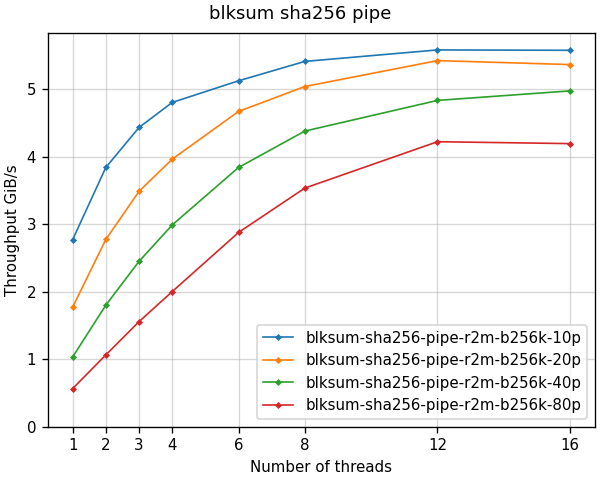 blksum sha256 pipe
Throughput GiB/s
5
4
3
2
1
0
1 2 3 4 6 8 12 16
Number of threads
blksum-sha256-pipe-r2m-b256k-10p
blksum-sha256-pipe-r2m-b256k-20p
blksum-sha256-pipe-r2m-b256k-40p
blksum-sha256-pipe-r2m-b256k-80p